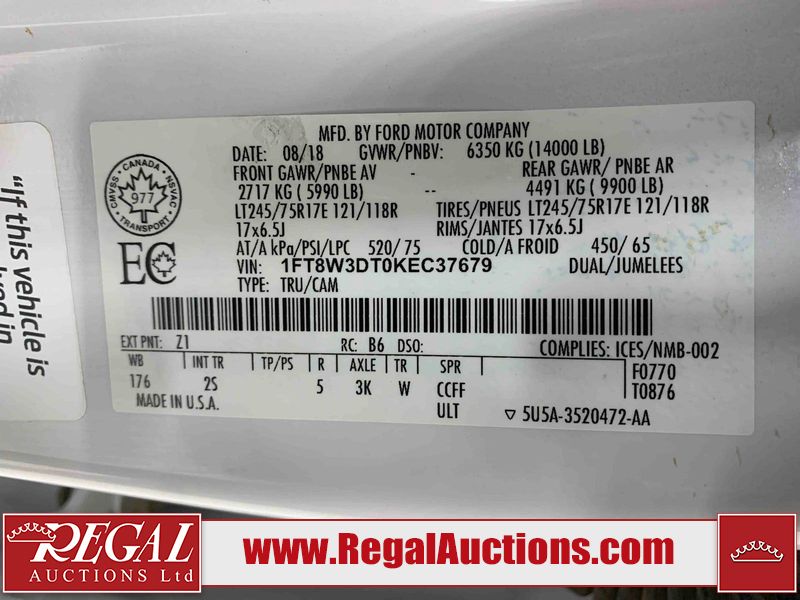 MFD. BY FORD MOTOR COMPANY
DATE: 08/18 GVWR/PNBV: 6350 KG (14000 LB)
FRONT GAWR/PNBE AV - REAR GAWR/ PNBE AR
2717 KG ( 5990 LB) -- 4491 KG ( 9900 LB)
LT245/75R17E 121/118R TIRES/PNEUS LT245/75R17E 121/118R
17x6.5J RIMS/JANTES 17x6.5J
AT/A kPa/PSI/LPC 520/75 COLD/A FROID 450/ 65
VIN: 1FT8W3DT0KEC37679 DUAL/JUMELEES
TYPE: TRU/CAM
CANADA
CMVSS
NSVAC
977
TRANSPORT
EC
EXT PNT: Z1 RC: B6 DSO: COMPLIES: ICES/NMB-002
WB INT TR TP/PS R AXLE TR SPR F0770
176 2S 5 3K W CCFF T0876
MADE IN U.S.A. ULT ▽ 5U5A-3520472-AA
"If this vehicle is
in
REGAL
AUCTIONS Ltd
www.RegalAuctions.com